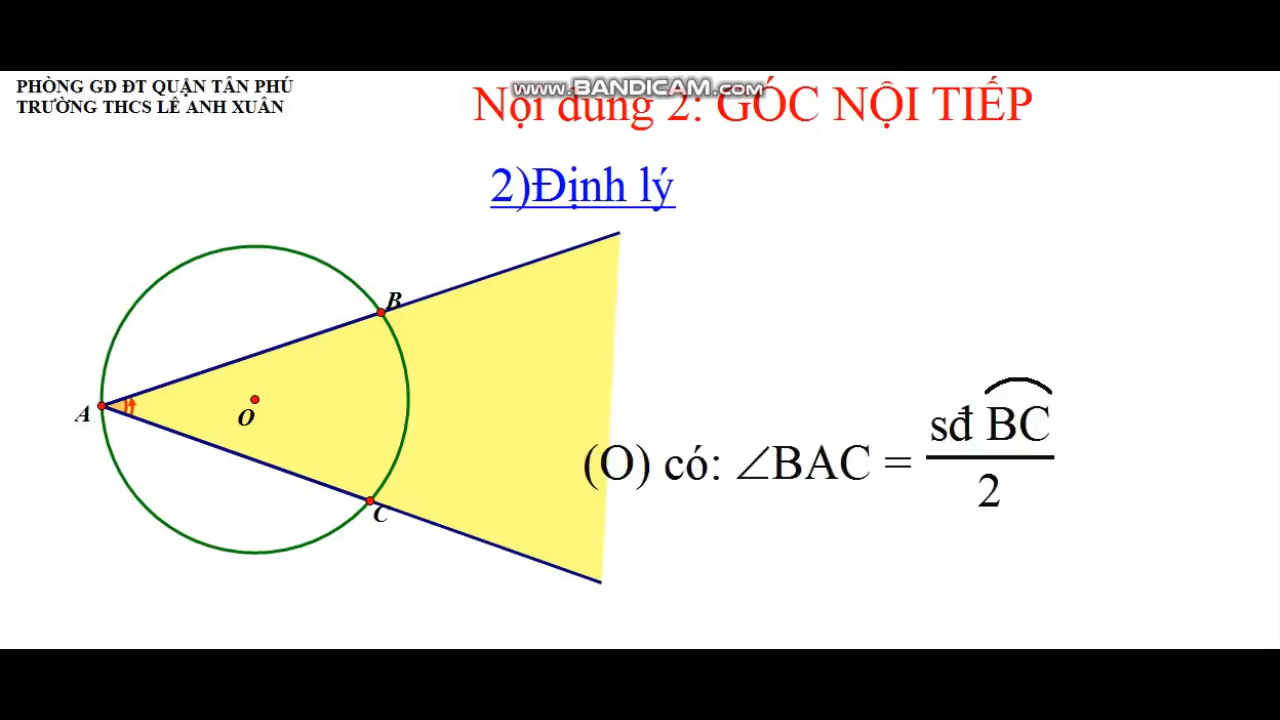 PHÒNG GD ĐT QUẬN TÂN PHÚ
TRƯỜNG THCS LÊ ANH XUÂN
www.BANDICAM.com
Nội dung 2: GÓC NỘI TIẾP
2)Định lý
B
A
O
C
(O) có: ∠BAC = sđ BC
2